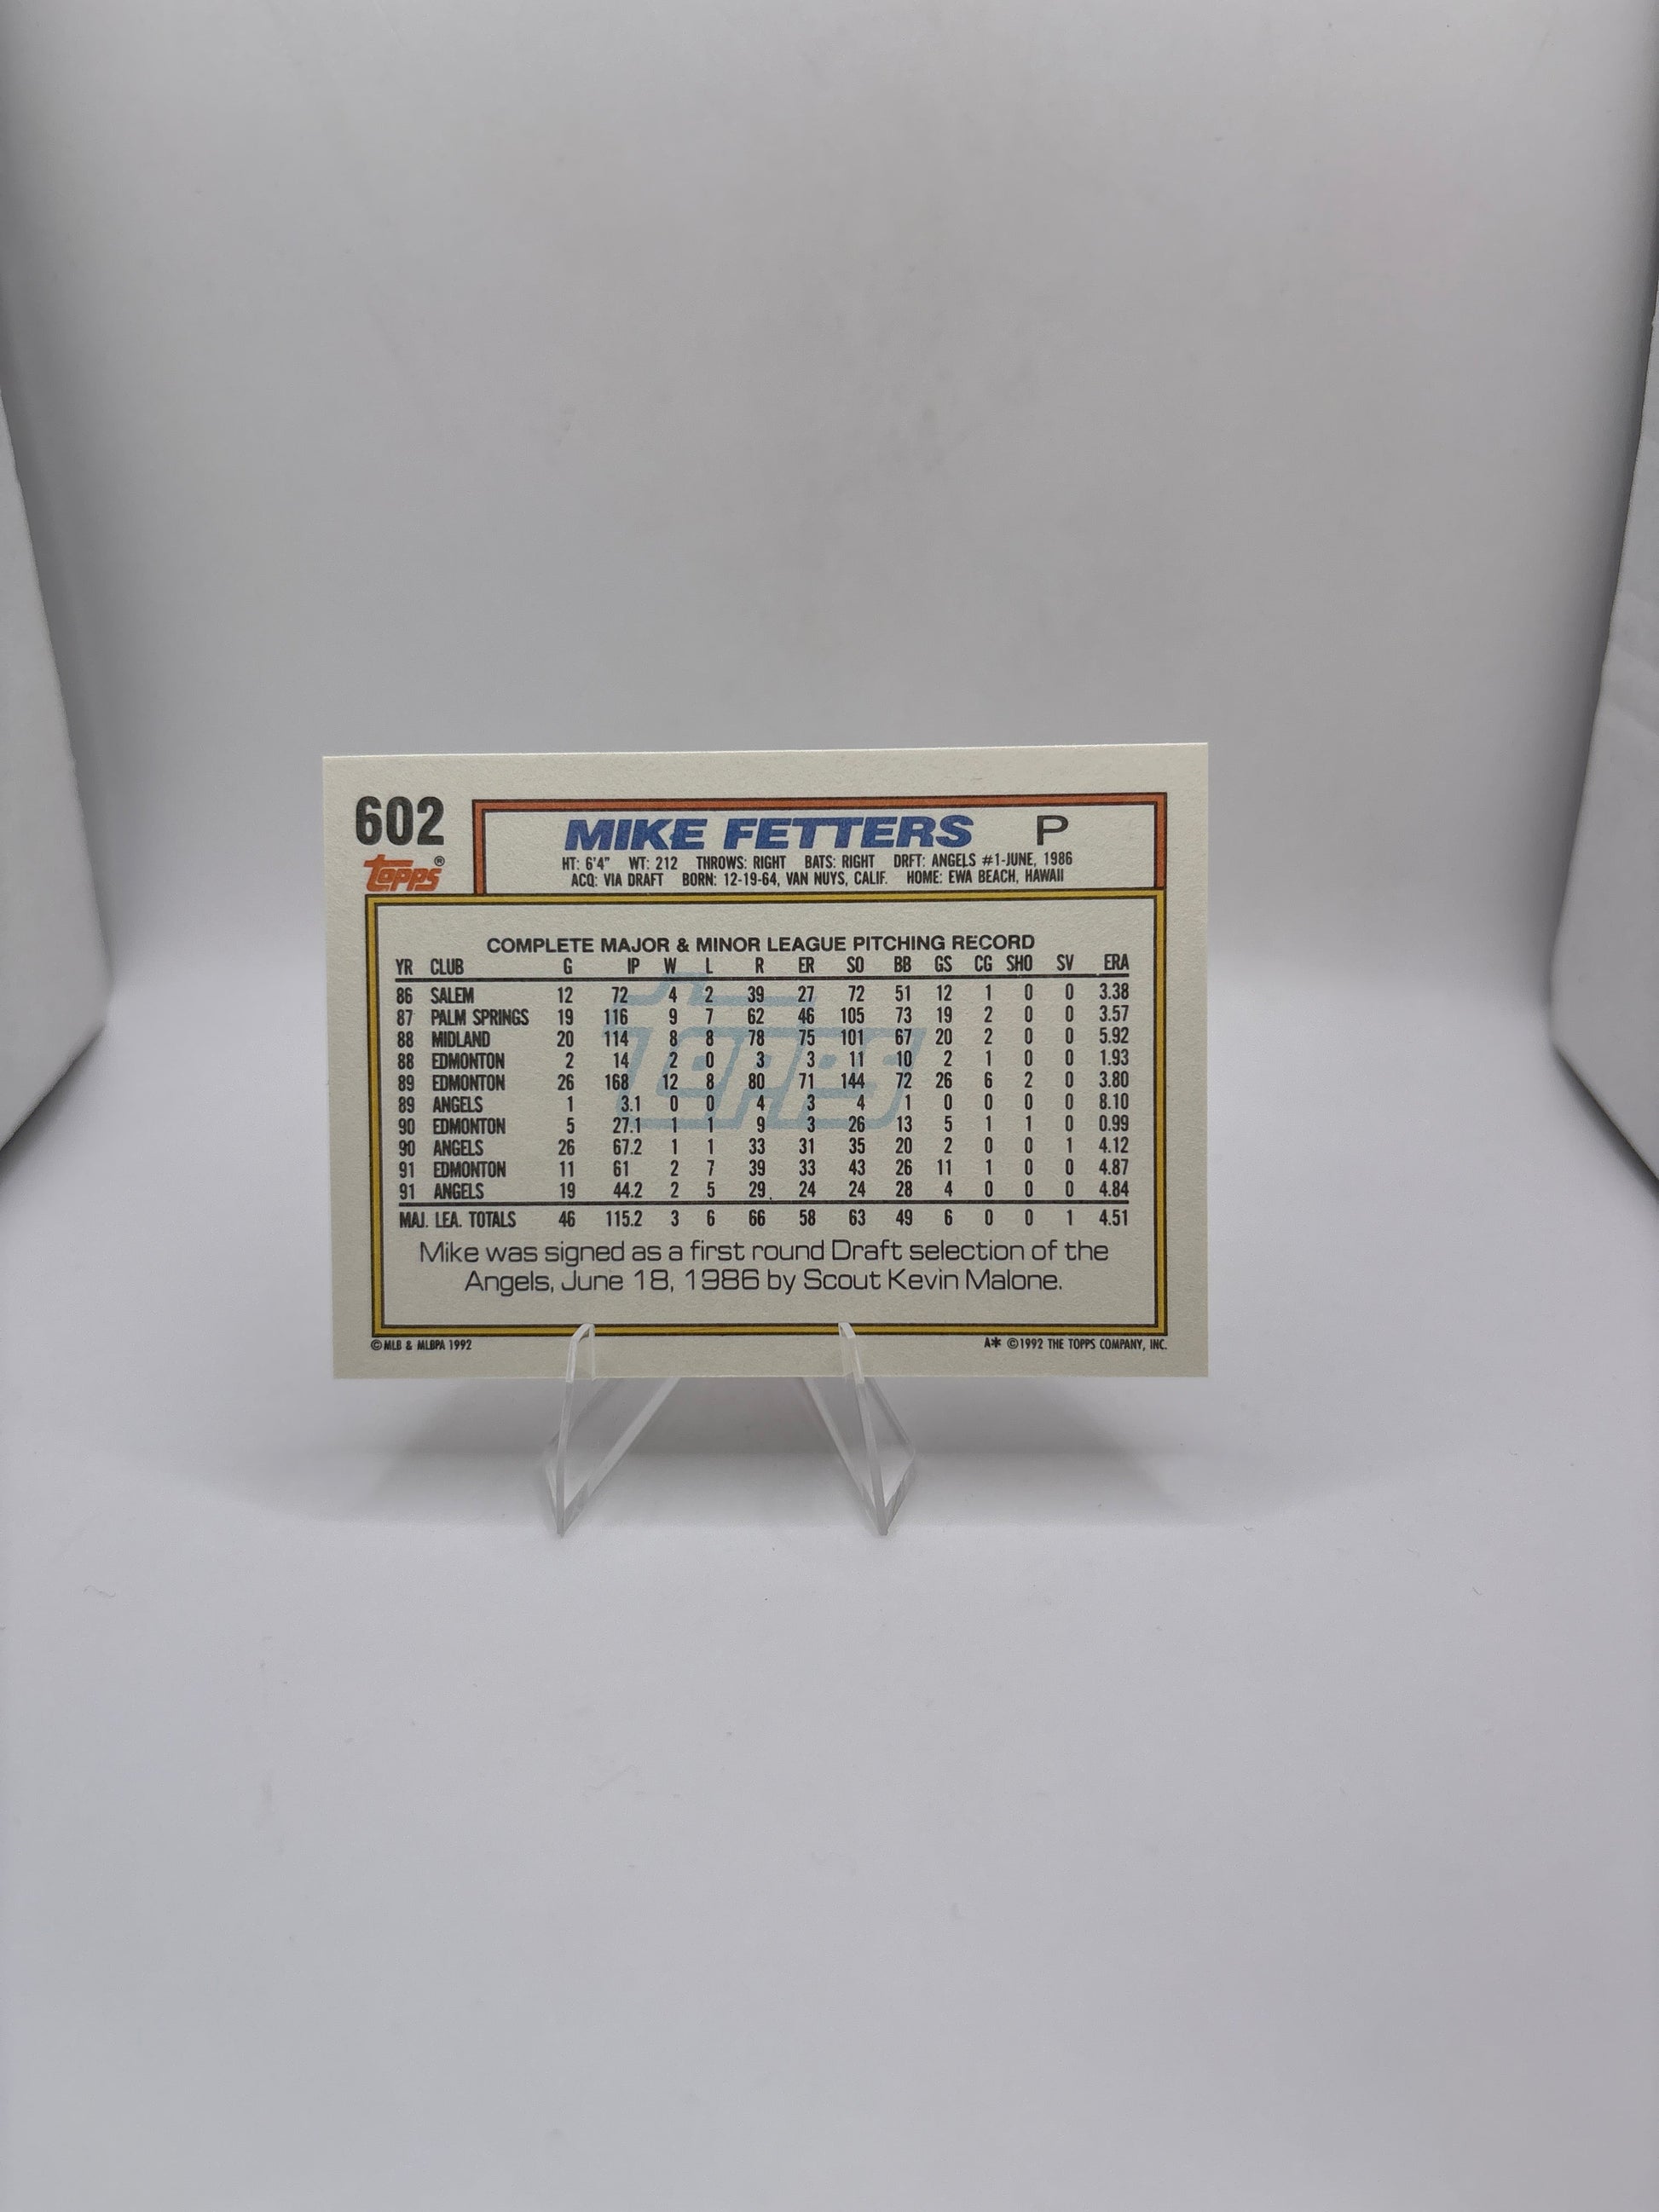 602
MIKE FETTERS P
Topps®
HT: 6'4" WT: 212 THROWS: RIGHT BATS: RIGHT DRFT: ANGELS #1-JUNE, 1986
ACQ: VIA DRAFT BORN: 12-19-64, VAN NUYS, CALIF. HOME: EWA BEACH, HAWAII
COMPLETE MAJOR & MINOR LEAGUE PITCHING RECORD
YR CLUB G IP W L R ER SO BB GS CG SHO SV ERA
86 SALEM 12 72 4 2 39 27 72 51 12 1 0 0 3.38
87 PALM SPRINGS 19 116 9 7 62 46 105 73 19 2 0 0 3.57
88 MIDLAND 20 114 8 8 78 75 101 67 20 2 0 0 5.92
88 EDMONTON 2 14 2 0 3 3 11 10 2 1 0 0 1.93
89 EDMONTON 26 168 12 8 80 71 144 72 26 6 2 0 3.80
89 ANGELS 1 3.1 0 0 4 3 4 1 0 0 0 0 8.10
90 EDMONTON 5 27.1 1 1 9 3 26 13 5 1 1 0 0.99
90 ANGELS 26 67.2 1 1 33 31 35 20 2 0 0 1 4.12
91 EDMONTON 11 61 2 7 39 33 43 26 11 1 0 0 4.87
91 ANGELS 19 44.2 2 5 29 24 24 28 4 0 0 0 4.84
MAJ. LEA. TOTALS 46 115.2 3 6 66 58 63 49 6 0 0 1 4.51
Topps
Mike was signed as a first round Draft selection of the
Angels, June 18, 1986 by Scout Kevin Malone.
©MLB & MLBPA 1992 A* ©1992 THE TOPPS COMPANY, INC.